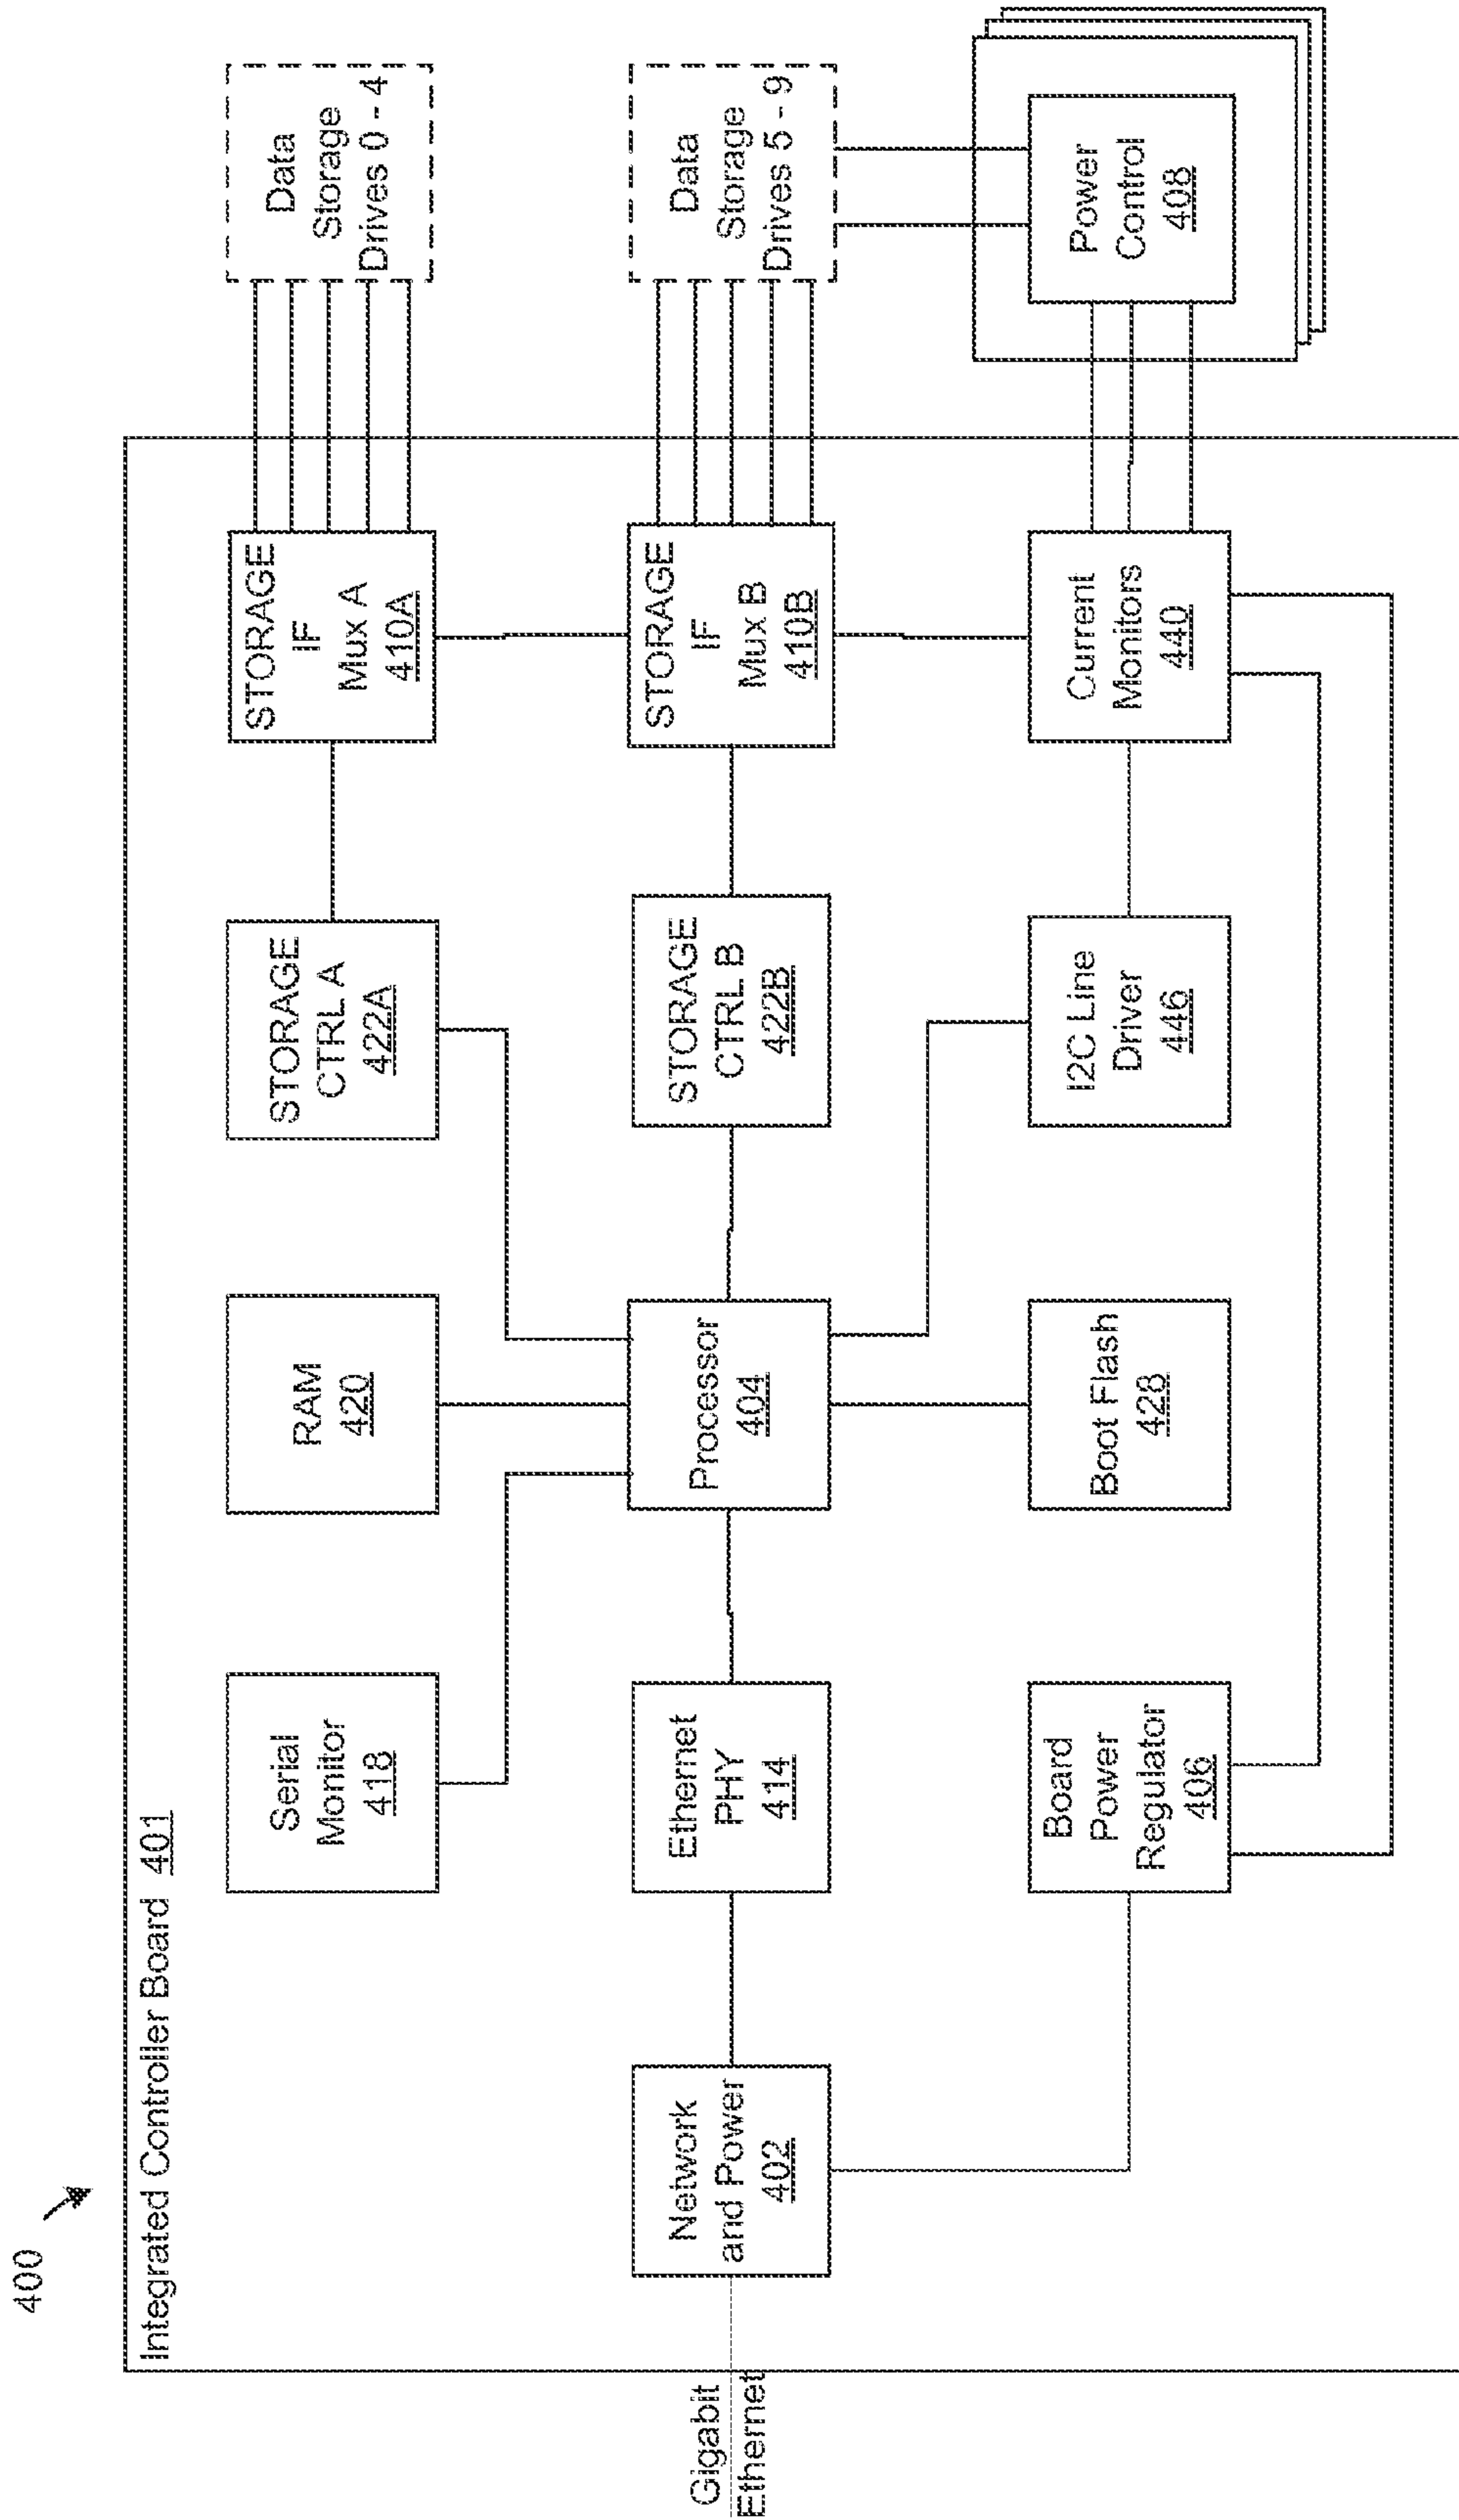 400
Integrated Controller Board 401
Gigabit
Ethernet
Network
and Power
402
Serial
Monitor
418
Ethernet
PHY
414
Board
Power
Regulator
406
RAM
420
Processor
404
Boot Flash
428
STORAGE
CTRL A
422A
STORAGE
CTRL B
422B
I2C Line
Driver
446
STORAGE
IF
Mux A
410A
STORAGE
IF
Mux B
410B
Current
Monitors
440
Data
Storage
Drives 0 - 4
Data
Storage
Drives 5 - 9
Power
Control
408